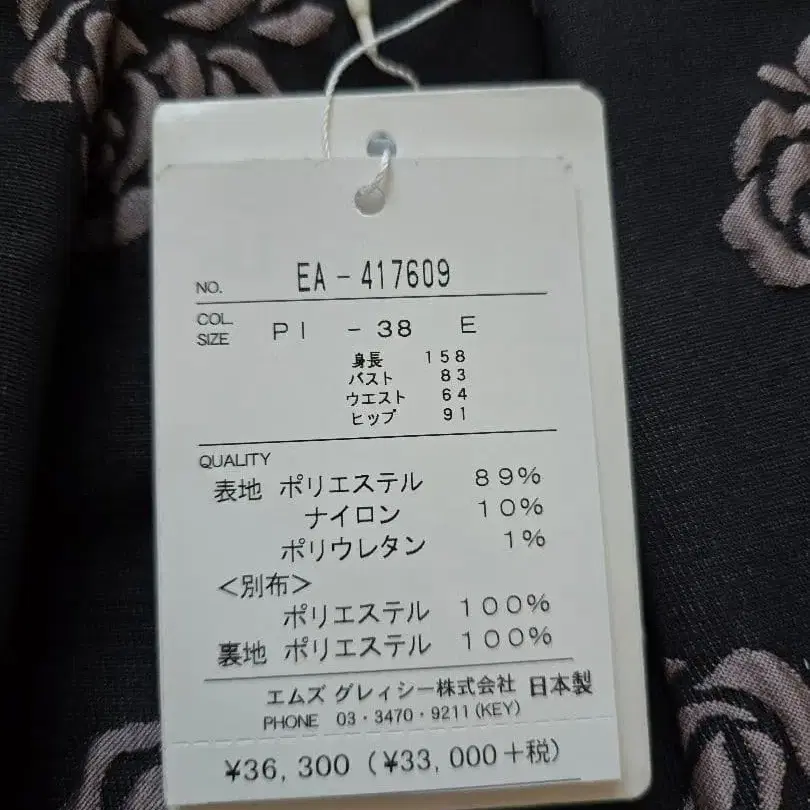 NO. EA-417609
COL. SIZE PI -38 E
身長 158
バスト 83
ウエスト 64
ヒップ 91
QUALITY
表地 ポリエステル 89%
ナイロン 10%
ポリウレタン 1%
<別布>
ポリエステル 100%
裏地 ポリエステル 100%
エムズ グレィシー株式会社 日本製
PHONE 03・3470・9211(KEY)
¥36,300 (¥33,000+税)